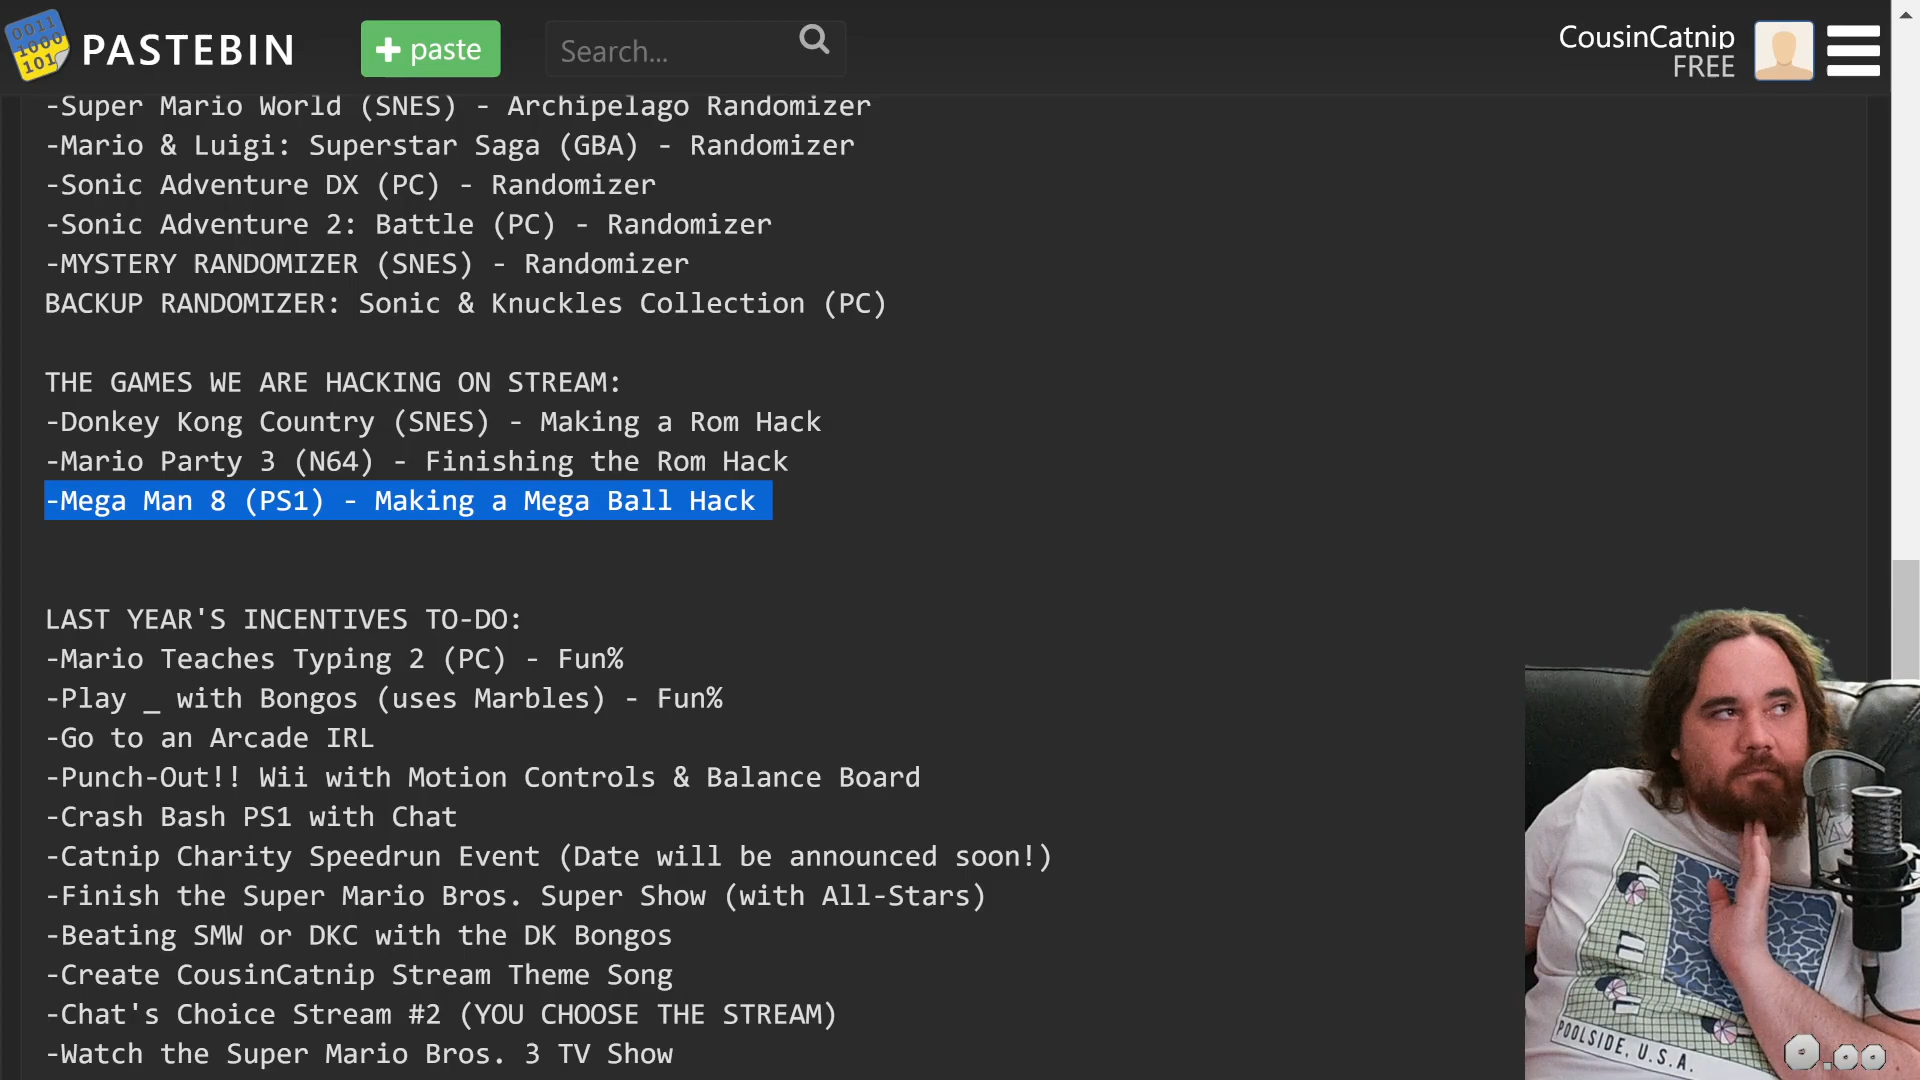 0011
1000
101
PASTEBIN
+ paste
Search...
CousinCatnip
FREE
-Super Mario World (SNES) - Archipelago Randomizer
-Mario & Luigi: Superstar Saga (GBA) - Randomizer
-Sonic Adventure DX (PC) - Randomizer
-Sonic Adventure 2: Battle (PC) - Randomizer
-MYSTERY RANDOMIZER (SNES) - Randomizer
BACKUP RANDOMIZER: Sonic & Knuckles Collection (PC)
THE GAMES WE ARE HACKING ON STREAM:
-Donkey Kong Country (SNES) - Making a Rom Hack
-Mario Party 3 (N64) - Finishing the Rom Hack
-Mega Man 8 (PS1) - Making a Mega Ball Hack
LAST YEAR'S INCENTIVES TO-DO:
-Mario Teaches Typing 2 (PC) - Fun%
-Play _ with Bongos (uses Marbles) - Fun%
-Go to an Arcade IRL
-Punch-Out!! Wii with Motion Controls & Balance Board
-Crash Bash PS1 with Chat
-Catnip Charity Speedrun Event (Date will be announced soon!)
-Finish the Super Mario Bros. Super Show (with All-Stars)
-Beating SMW or DKC with the DK Bongos
-Create CousinCatnip Stream Theme Song
-Chat's Choice Stream #2 (YOU CHOOSE THE STREAM)
-Watch the Super Mario Bros. 3 TV Show
POOLSIDE, U.S.A.
0.00